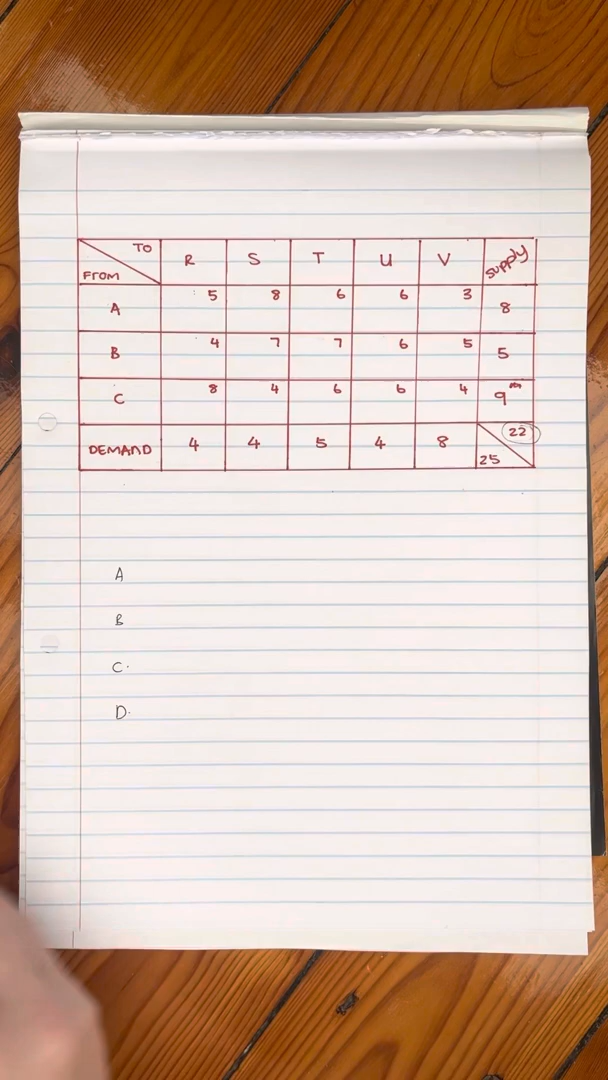 TO R S T U V supply
FROM
A 5 8 6 6 3 8
B 4 7 7 6 5 5
C 8 4 6 6 4 9
DEMAND 4 4 5 4 8 22
25
A
B
C.
D.